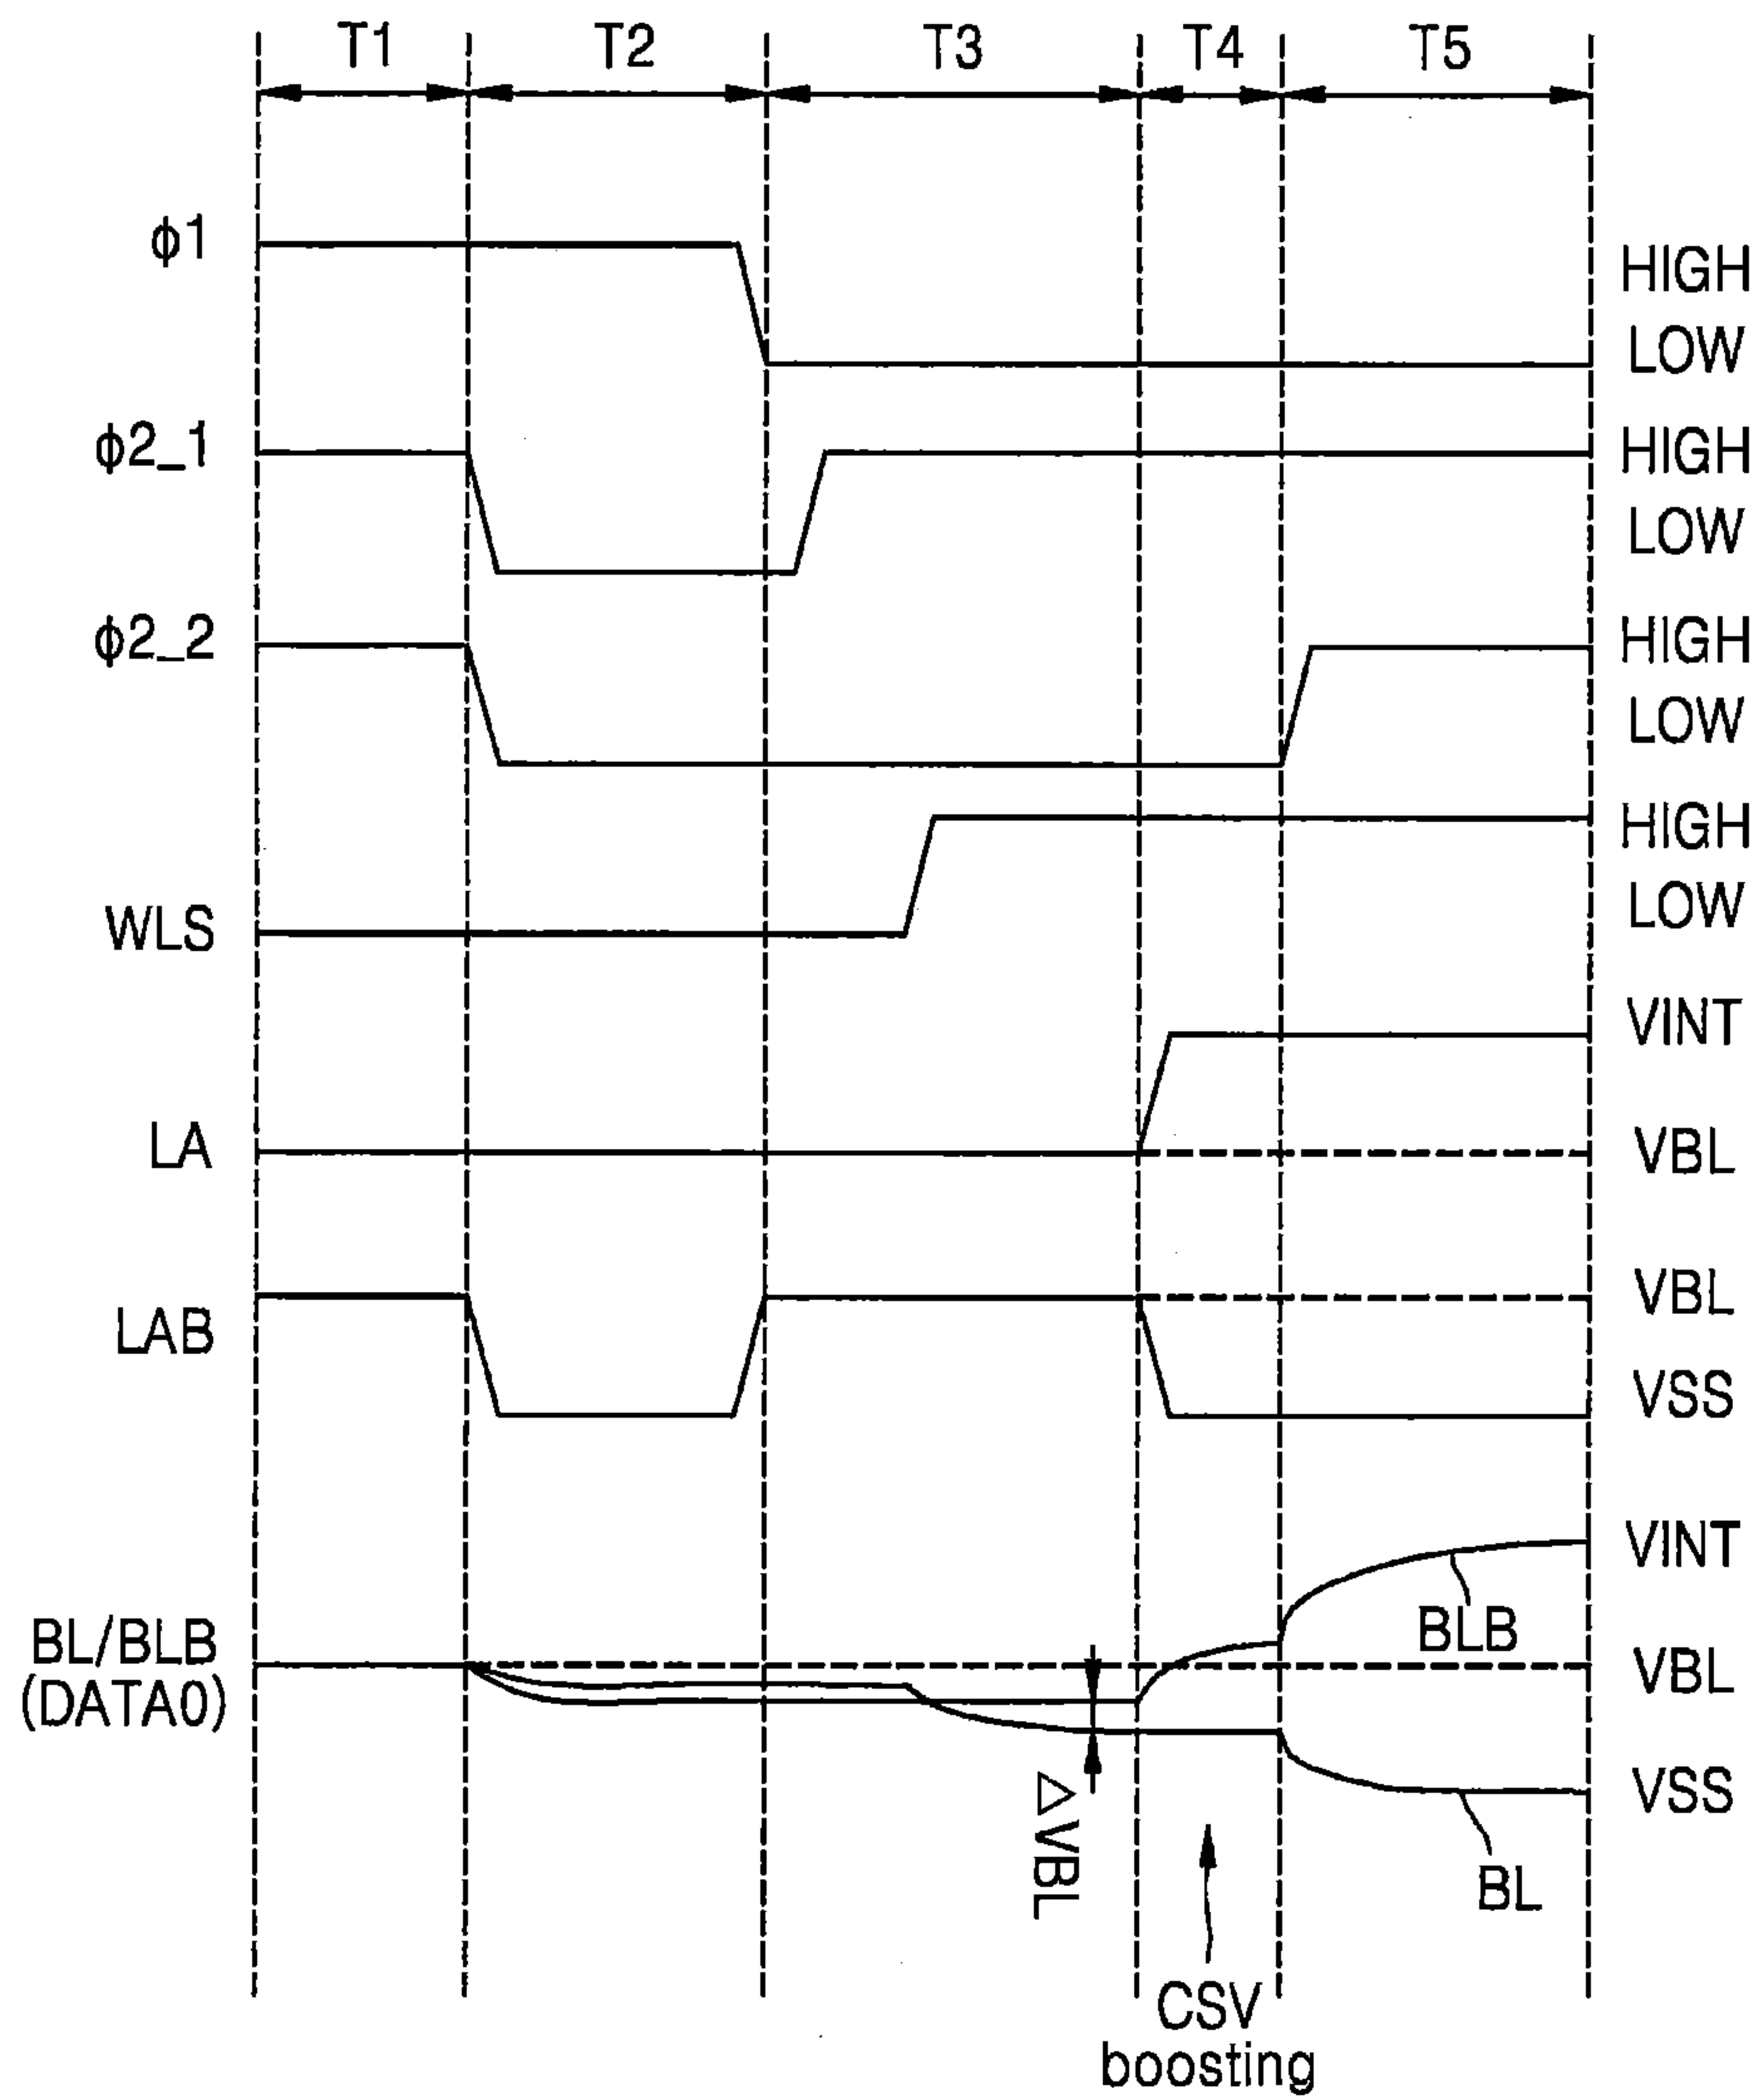 T1 T2 T3 T4 T5
ϕ1
HIGH
LOW
ϕ2_1
HIGH
LOW
ϕ2_2
HIGH
LOW
WLS
HIGH
LOW
LA
VINT
VBL
LAB
VBL
VSS
BL/BLB
(DATA0)
VINT
BLB
VBL
VSS
BL
△VBL
CSV
boosting